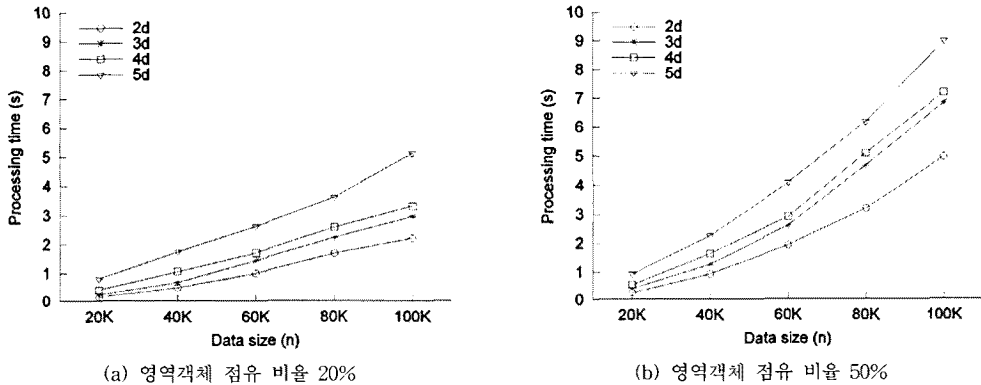 10
9
8
7
6
5
4
3
2
1
0
Processing time (s)
2d
3d
4d
5d
20K 40K 60K 80K 100K
Data size (n)
(a) 영역객체 점유 비율 20%
10
9
8
7
6
5
4
3
2
1
0
Processing time (s)
2d
3d
4d
5d
20K 40K 60K 80K 100K
Data size (n)
(b) 영역객체 점유 비율 50%